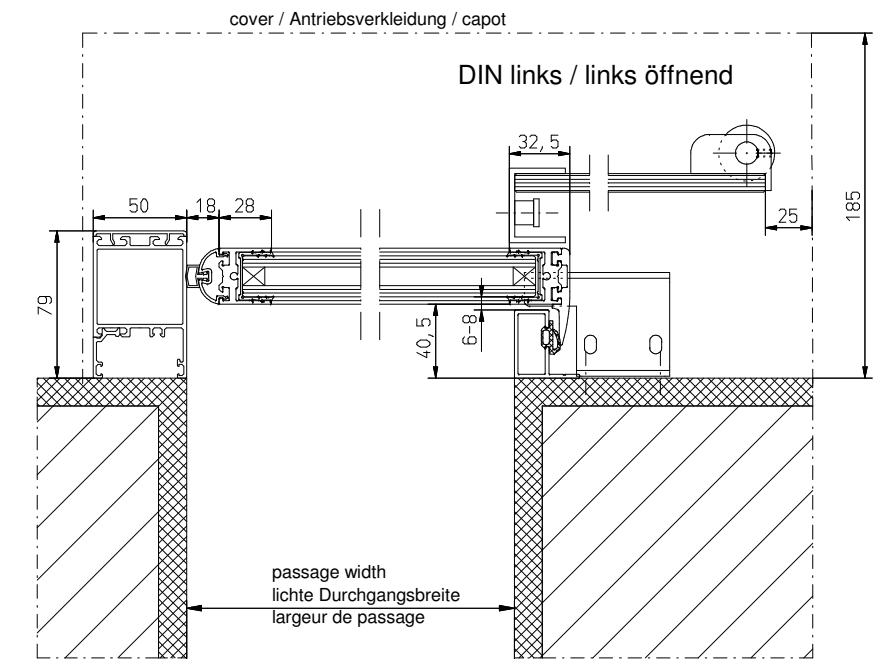 cover / Antriebsverkleidung / capot
DIN links / links öffnend
32,5
50
18
28
25
185
79
40,5
6-8
passage width
lichte Durchgangsbreite
largeur de passage